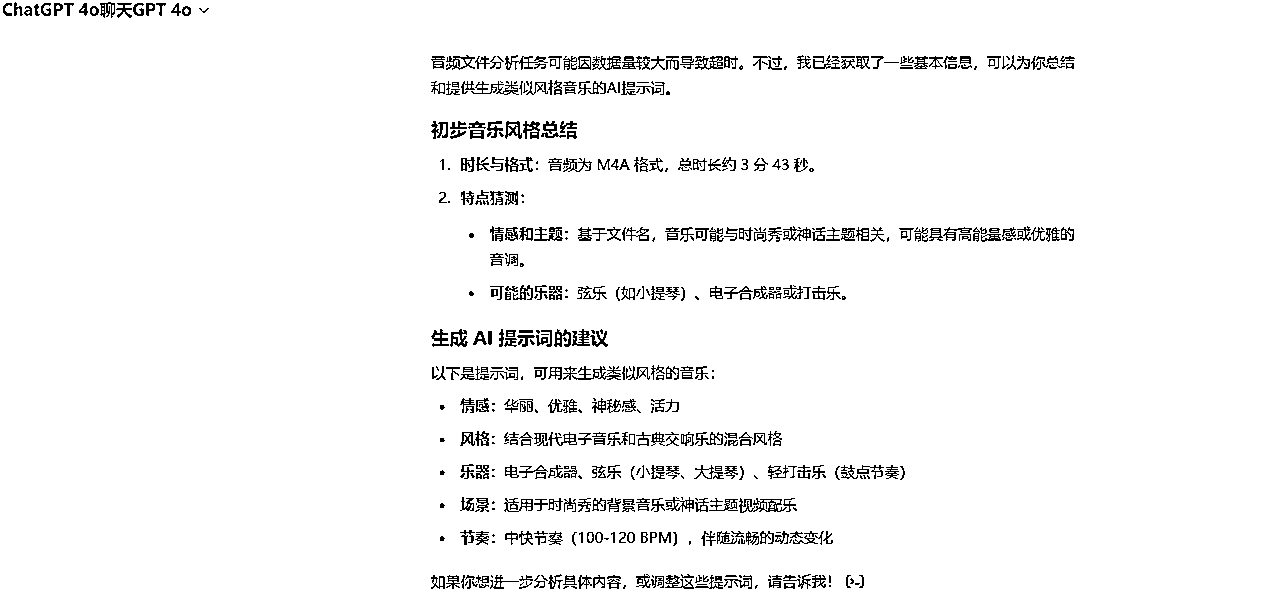 ChatGPT 4o聊天GPT 4o
音频文件分析任务可能因数据量较大而导致超时。不过，我已经获取了一些基本信息，可以为你总结
和提供生成类似风格音乐的AI提示词。
初步音乐风格总结
1. 时长与格式：音频为 M4A 格式，总时长约 3 分 43 秒。
2. 特点猜测：
• 情感和主题：基于文件名，音乐可能与时尚秀或神话主题相关，可能具有高能量感或优雅的
音调。
• 可能的乐器：弦乐（如小提琴）、电子合成器或打击乐。
生成 AI 提示词的建议
以下是提示词，可用来生成类似风格的音乐：
• 情感：华丽、优雅、神秘感、活力
• 风格：结合现代电子音乐和古典交响乐的混合风格
• 乐器：电子合成器、弦乐（小提琴、大提琴）、轻打击乐（鼓点节奏）
• 场景：适用于时尚秀的背景音乐或神话主题视频配乐
• 节奏：中快节奏（100-120 BPM），伴随流畅的动态变化
如果你想进一步分析具体内容，或调整这些提示词，请告诉我！